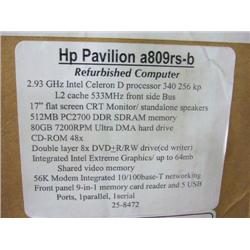 Hp Pavilion a809rs-b
Refurbished Computer
2.93 GHz Intel Celeron D processor 340 256 kp
L2 cache 533MHz front side Bus
17" flat screen CRT Monitor/ standalone speakers
512MB PC2700 DDR SDRAM memory
80GB 7200RPM Ultra DMA hard drive
CD-ROM 48x
Double layer 8x DVD±R/RW drive(cd writer)
Integrated Intel Extreme Graphics/ up to 64mb
Shared video memory
56K Modem Integrated 10/100base-T networking
Front panel 9-in-1 memory card reader and 5 USB
Ports, 1parallel, 1serial
25-8472